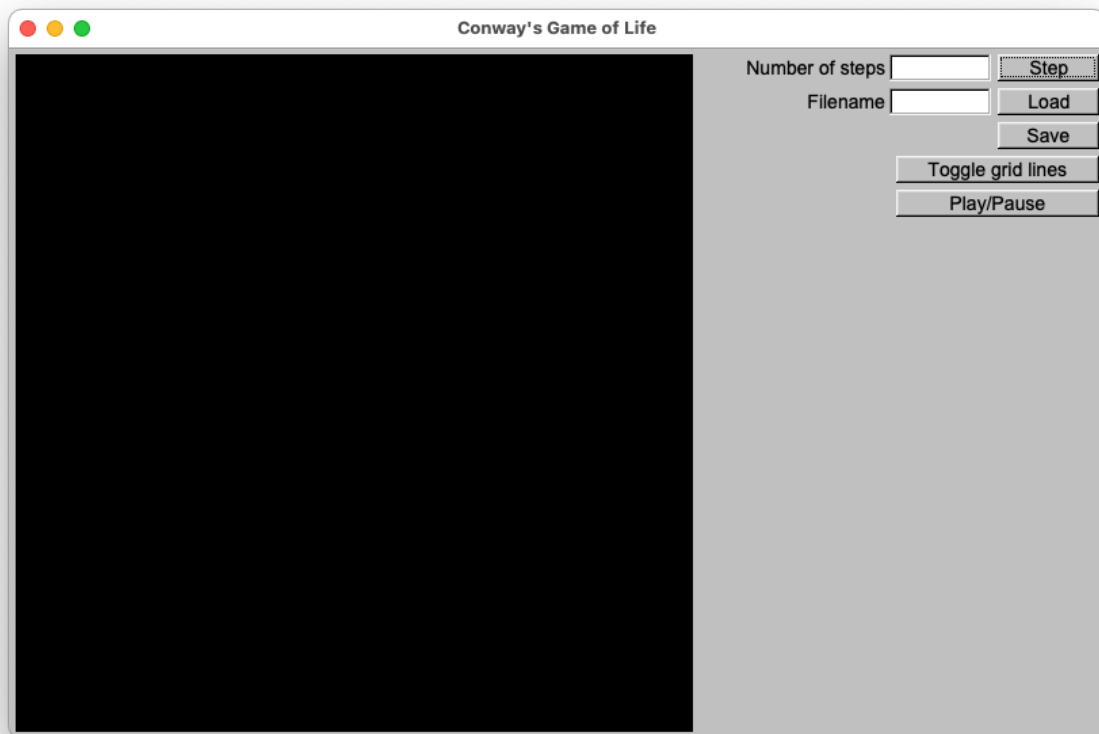 Conway's Game of Life
Number of steps Step
Filename Load
Save
Toggle grid lines
Play/Pause